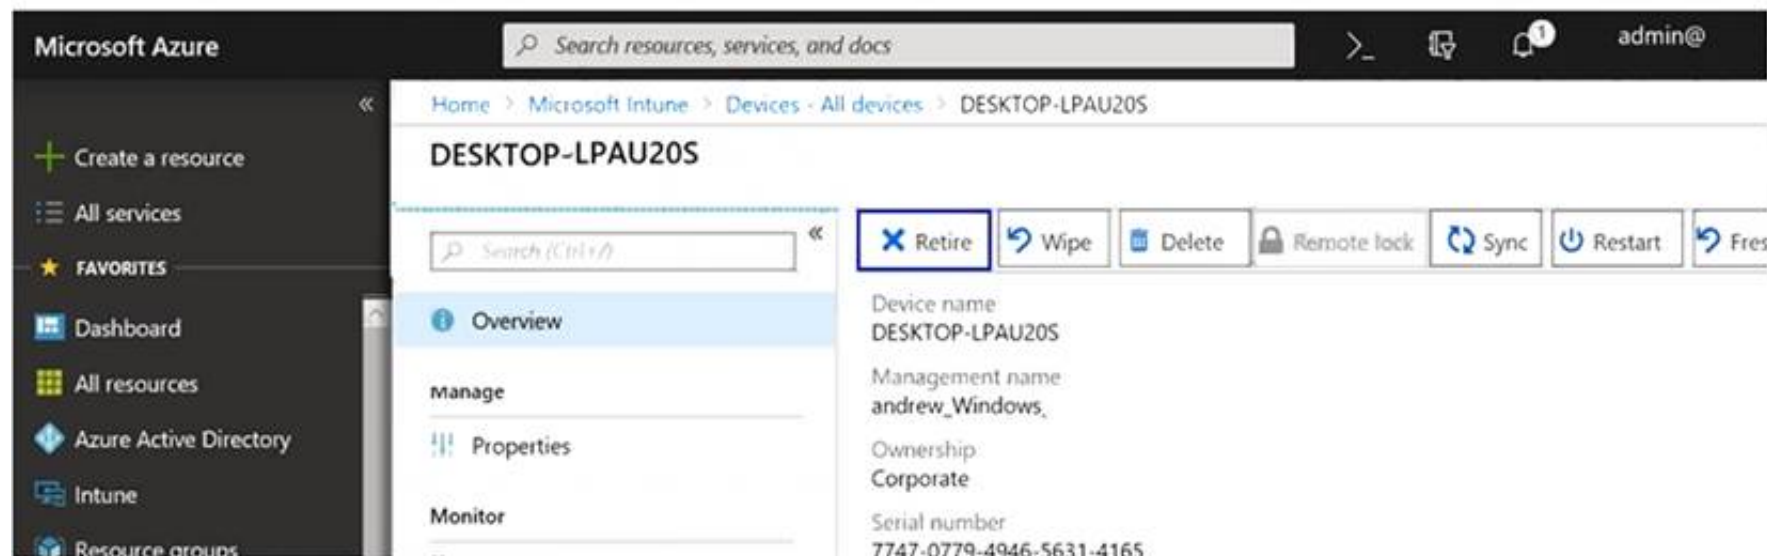 Microsoft Azure
Search resources, services, and docs
1
admin@
Home > Microsoft Intune > Devices - All devices > DESKTOP-LPAU20S
DESKTOP-LPAU20S
Create a resource
All services
FAVORITES
Dashboard
All resources
Azure Active Directory
Intune
Resource groups
Search (Ctrl+/)
Overview
Manage
Properties
Monitor
Retire
Wipe
Delete
Remote lock
Sync
Restart
Fres
Device name
DESKTOP-LPAU20S
Management name
andrew_Windows_
Ownership
Corporate
Serial number
7747-0779-4946-5631-4165